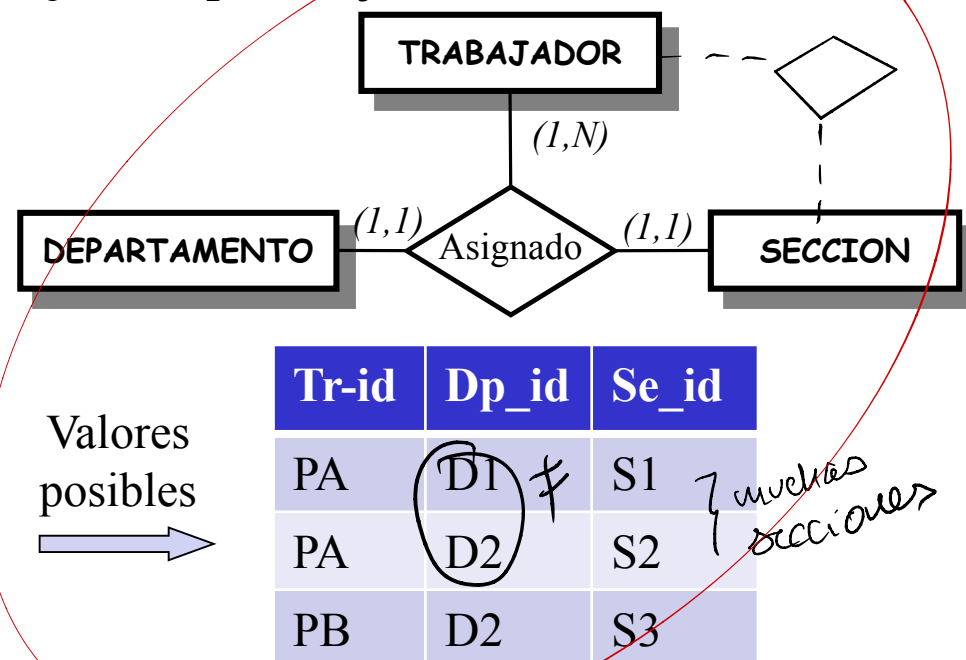 TRABAJADOR
(1,N)
DEPARTAMENTO
(1,1)
Asignado
(1,1)
SECCION
Valores
posibles
Tr-id Dp_id Se_id
PA D1 ≠ S1
PA D2 S2
PB D2 S3
muchas
secciones